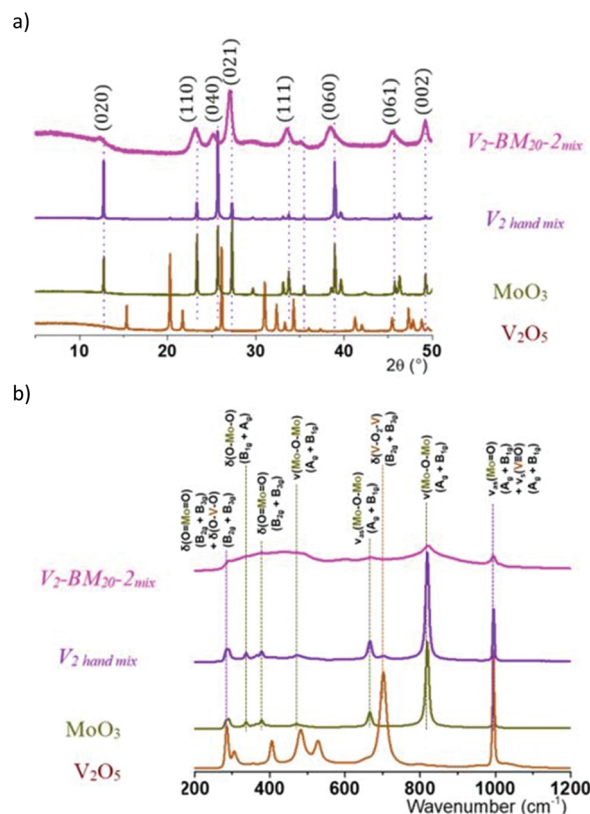 a)
(020)
(110)
(040)
(021)
(111)
(060)
(061)
(002)
V2-BM20-2mix
V2 hand mix
MoO3
V2O5
10 20 30 40 50
2θ (°)
b)
δ(O=Mo=O)
(B2g + B3g)
+ δ(O-V-O)
(B2g + B3g)
δ(O-Mo-O)
(B1g + Ag)
δ(O=Mo=O)
(B2g + B3g)
ν(Mo-O-Mo)
(Ag + B1g)
νas(Mo-O-Mo)
(Ag + B1g)
δ(V-O2-V)
(B2g + B3g)
ν(Mo-O-Mo)
(Ag + B1g)
νas(Mo=O)
(Ag + B1g)
+ νs(V≡O)
(Ag + B1g)
V2-BM20-2mix
V2 hand mix
MoO3
V2O5
200 400 600 800 1000 1200
Wavenumber (cm-1)